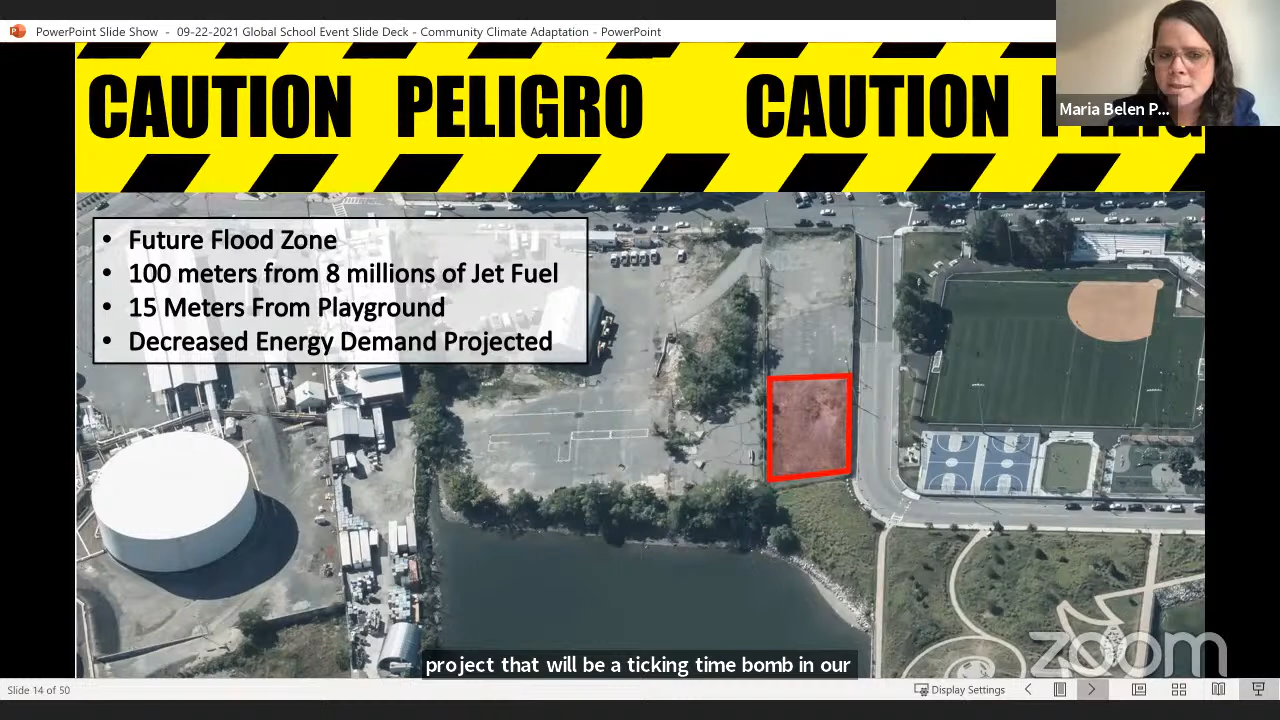 PowerPoint Slide Show - 09-22-2021 Global School Event Slide Deck - Community Climate Adaptation - PowerPoint
CAUTION PELIGRO CAUTION
Maria Belen P...
• Future Flood Zone
• 100 meters from 8 millions of Jet Fuel
• 15 Meters From Playground
• Decreased Energy Demand Projected
zoom
project that will be a ticking time bomb in our
Slide 14 of 50
Display Settings